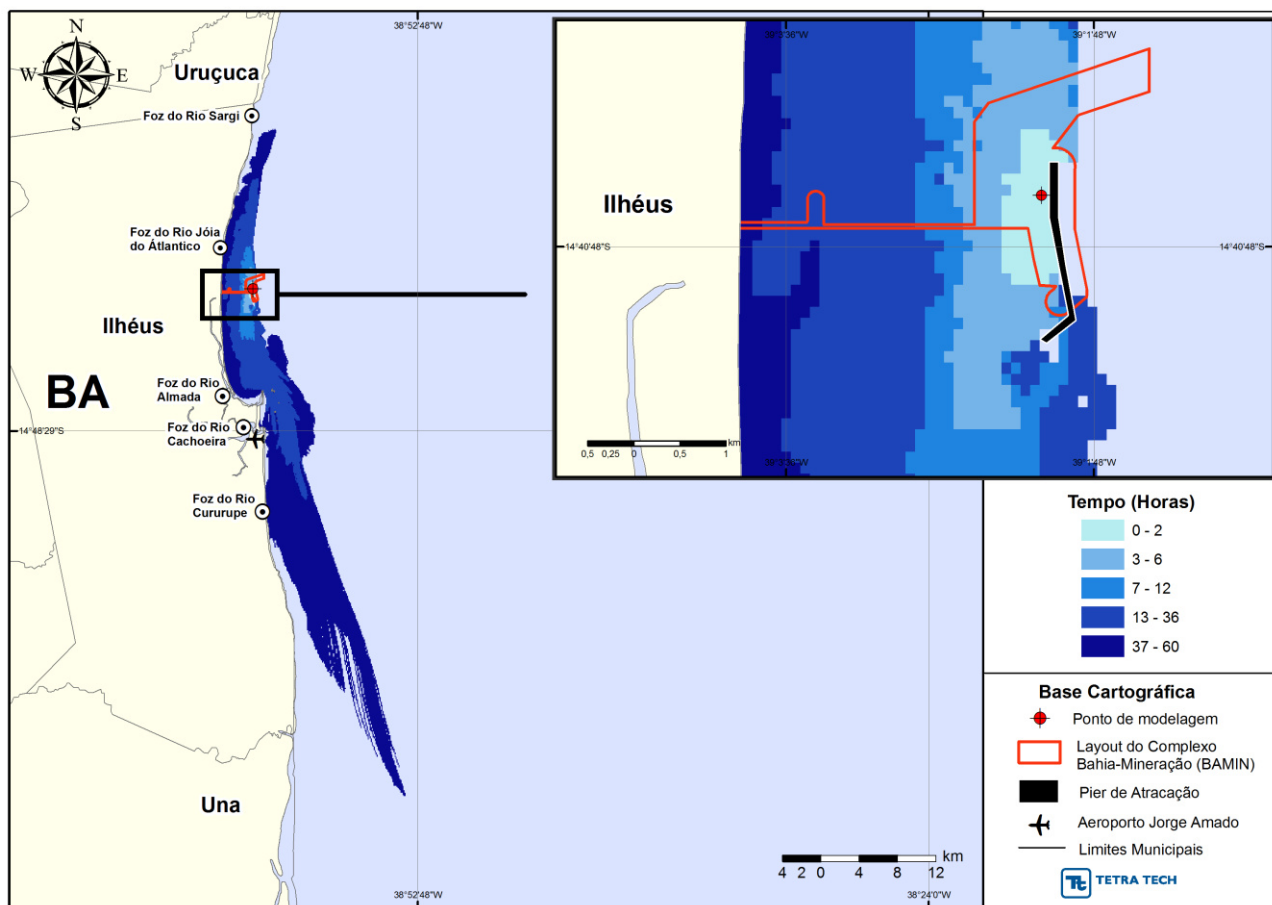 38°52'48"W
N
W
E
S
Uruçuca
Foz do Rio Sargi
Foz do Rio Jóia
do Átlantico
Ilhéus
BA
Foz do Rio
Almada
14°48'29"S
Foz do Rio
Cachoeira
Foz do Rio
Cururupe
Una
4 2 0 4 8 12
km
38°52'48"W
38°24'0"W
39°1'48"W
Ilhéus
14°40'48"S
14°40'48"S
0,5 0,25 0 0,5 1
km
39°3'36"W
39°1'48"W
Tempo (Horas)
0 - 2
3 - 6
7 - 12
13 - 36
37 - 60
Base Cartográfica
Ponto de modelagem
Layout do Complexo
Bahia-Mineração (BAMIN)
Pier de Atracação
Aeroporto Jorge Amado
Limites Municipais
Tt TETRA TECH